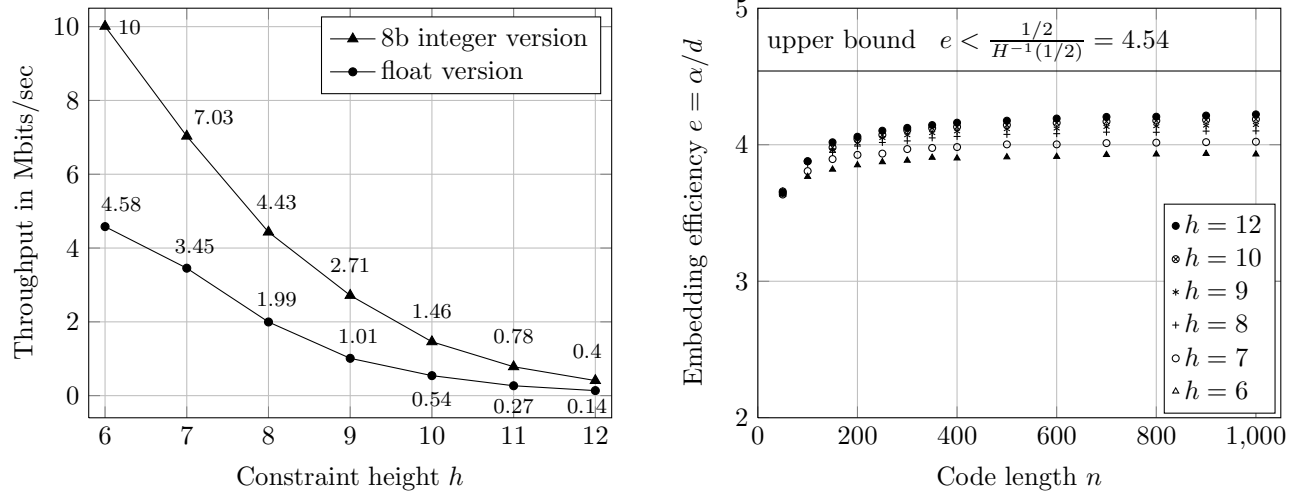 Throughput in Mbits/sec
10
8
6
4
2
0
8b integer version
float version
10
7.03
4.43
2.71
1.46
0.78
0.4
4.58
3.45
1.99
1.01
0.54
0.27
0.14
6 7 8 9 10 11 12
Constraint height h
Embedding efficiency e = α/d
5
4
3
2
upper bound e < \frac{1/2}{H^{-1}(1/2)} = 4.54
h = 12
h = 10
h = 9
h = 8
h = 7
h = 6
0 200 400 600 800 1,000
Code length n